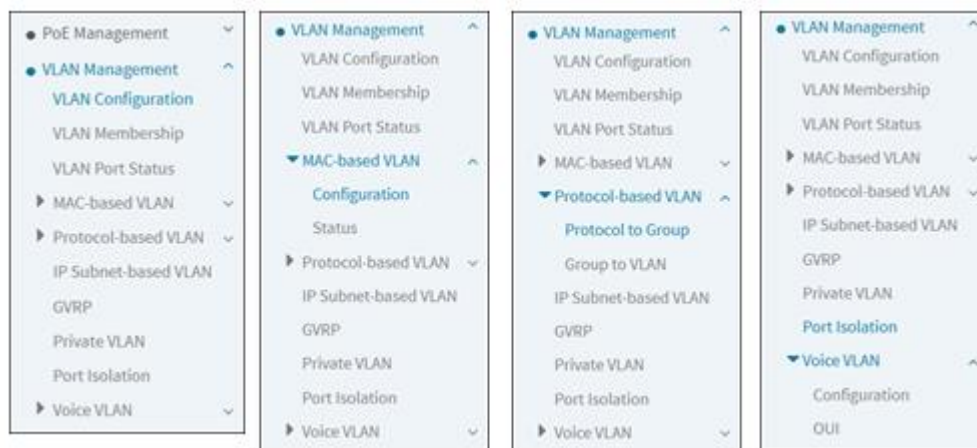 PoE Management
VLAN Management
VLAN Configuration
VLAN Membership
VLAN Port Status
MAC-based VLAN
Protocol-based VLAN
IP Subnet-based VLAN
GVRP
Private VLAN
Port Isolation
Voice VLAN
VLAN Management
VLAN Configuration
VLAN Membership
VLAN Port Status
MAC-based VLAN
Configuration
Status
Protocol-based VLAN
IP Subnet-based VLAN
GVRP
Private VLAN
Port Isolation
Voice VLAN
VLAN Management
VLAN Configuration
VLAN Membership
VLAN Port Status
MAC-based VLAN
Protocol-based VLAN
Protocol to Group
Group to VLAN
IP Subnet-based VLAN
GVRP
Private VLAN
Port Isolation
Voice VLAN
VLAN Management
VLAN Configuration
VLAN Membership
VLAN Port Status
MAC-based VLAN
Protocol-based VLAN
IP Subnet-based VLAN
GVRP
Private VLAN
Port Isolation
Voice VLAN
Configuration
OUI